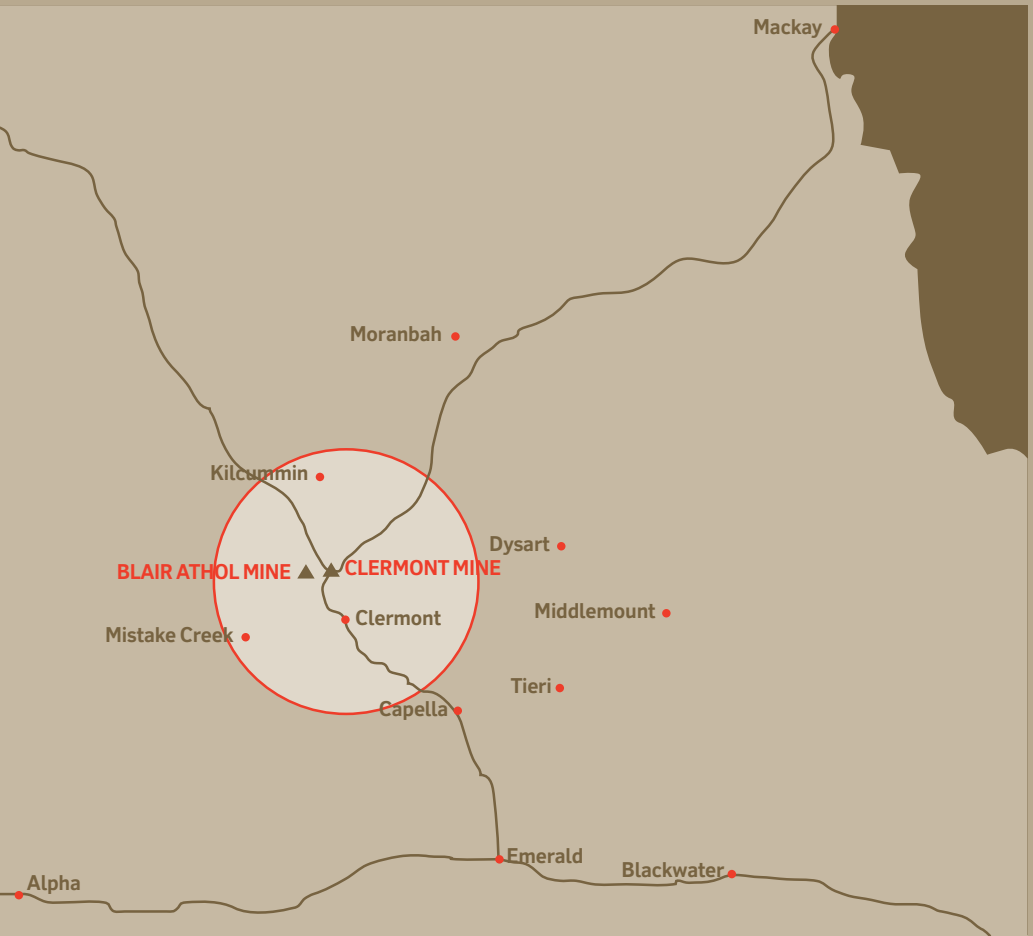 Mackay
Moranbah
Kilcummin
Dysart
BLAIR ATHOL MINE
CLERMONT MINE
Middlemount
Clermont
Mistake Creek
Tieri
Capella
Emerald
Blackwater
Alpha